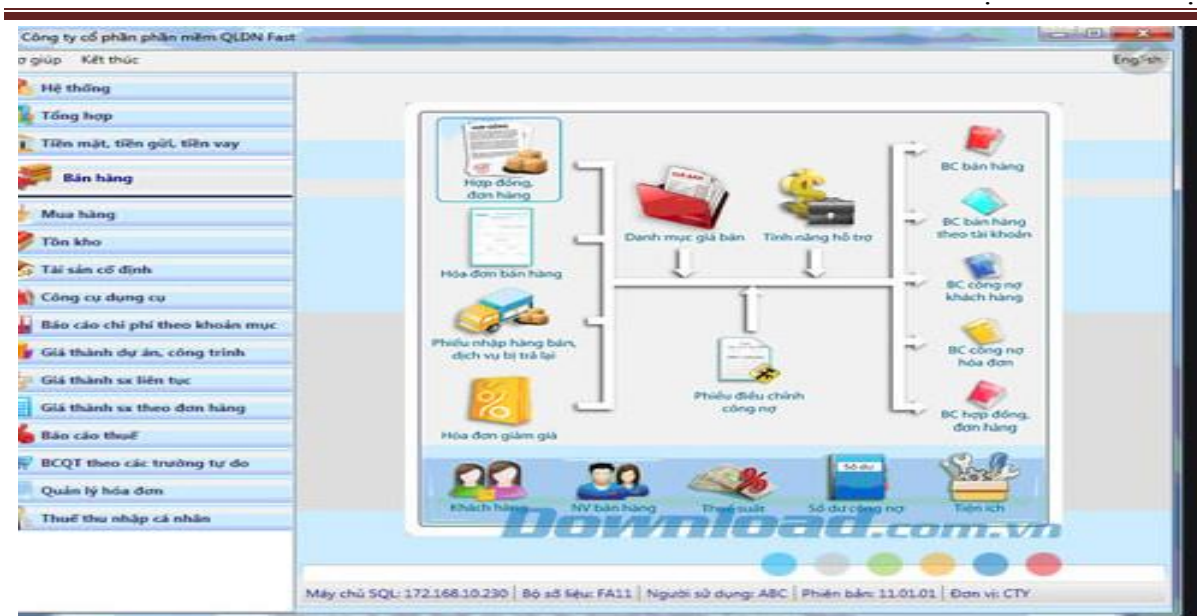 Công ty cổ phần phần mềm QLDN Fast
ợ giúp Kết thúc English
Hệ thống
Tổng hợp
Tiền mặt, tiền gửi, tiền vay
Bán hàng
Mua hàng
Tồn kho
Tài sản cố định
Công cụ dụng cụ
Báo cáo chi phí theo khoản mục
Giá thành dự án, công trình
Giá thành sx liên tục
Giá thành sx theo đơn hàng
Báo cáo thuế
BCQT theo các trường tự do
Quản lý hóa đơn
Thuế thu nhập cá nhân
HỢP ĐỒNG
Hợp đồng,
đơn hàng
Hóa đơn bán hàng
Phiếu nhập hàng bán,
dịch vụ bị trả lại
Hóa đơn giảm giá
GIÁ BÁN
Danh mục giá bán
Tính năng hỗ trợ
Phiếu điều chỉnh
công nợ
BC bán hàng
BC bán hàng
theo tài khoản
BC công nợ
khách hàng
BC công nợ
hóa đơn
BC hợp đồng,
đơn hàng
Khách hàng
NV bán hàng
Thuế suất
Số dư
Số dư công nợ
Tiện ích
Download.com.vn
Máy chủ SQL: 172.168.10.230 | Bộ số liệu: FA11 | Người sử dụng: ABC | Phiên bản: 11.01.01 | Đơn vị: CTY